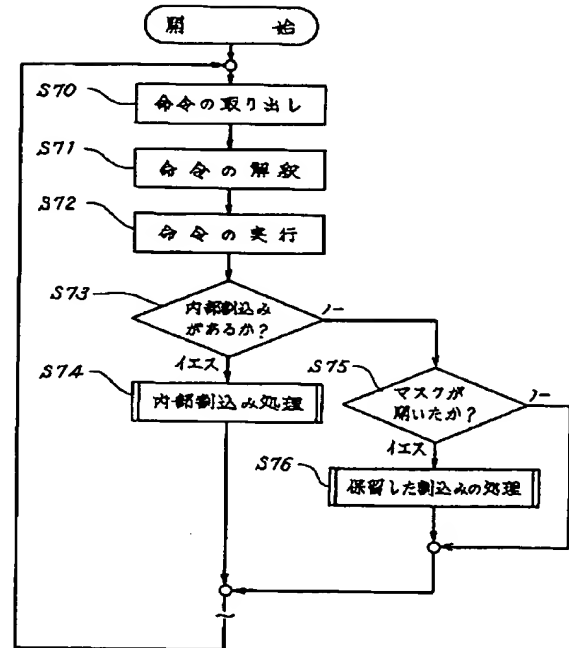 開 始
S70
命令の取り出し
S71
命令の解釈
S72
命令の実行
S73
内部割込み
があるか?
ノー
イエス
S74
内部割込み処理
S75
マスクが
開いたか?
ノー
イエス
S76
保留した割込みの処理